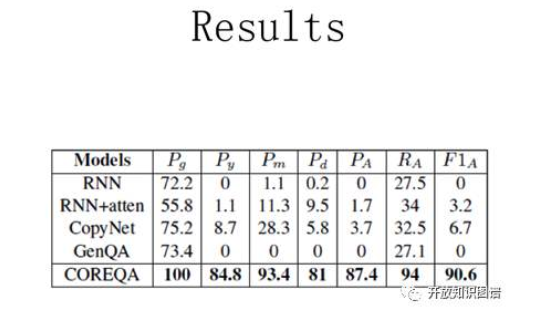 Results
Models P_g P_y P_m P_d P_A R_A F1_A
RNN 72.2 0 1.1 0.2 0 27.5 0
RNN+atten 55.8 1.1 11.3 9.5 1.7 34 3.2
CopyNet 75.2 8.7 28.3 5.8 3.7 32.5 6.7
GenQA 73.4 0 0 0 0 27.1 0
COREQA 100 84.8 93.4 81 87.4 94 90.6
开放知识图谱